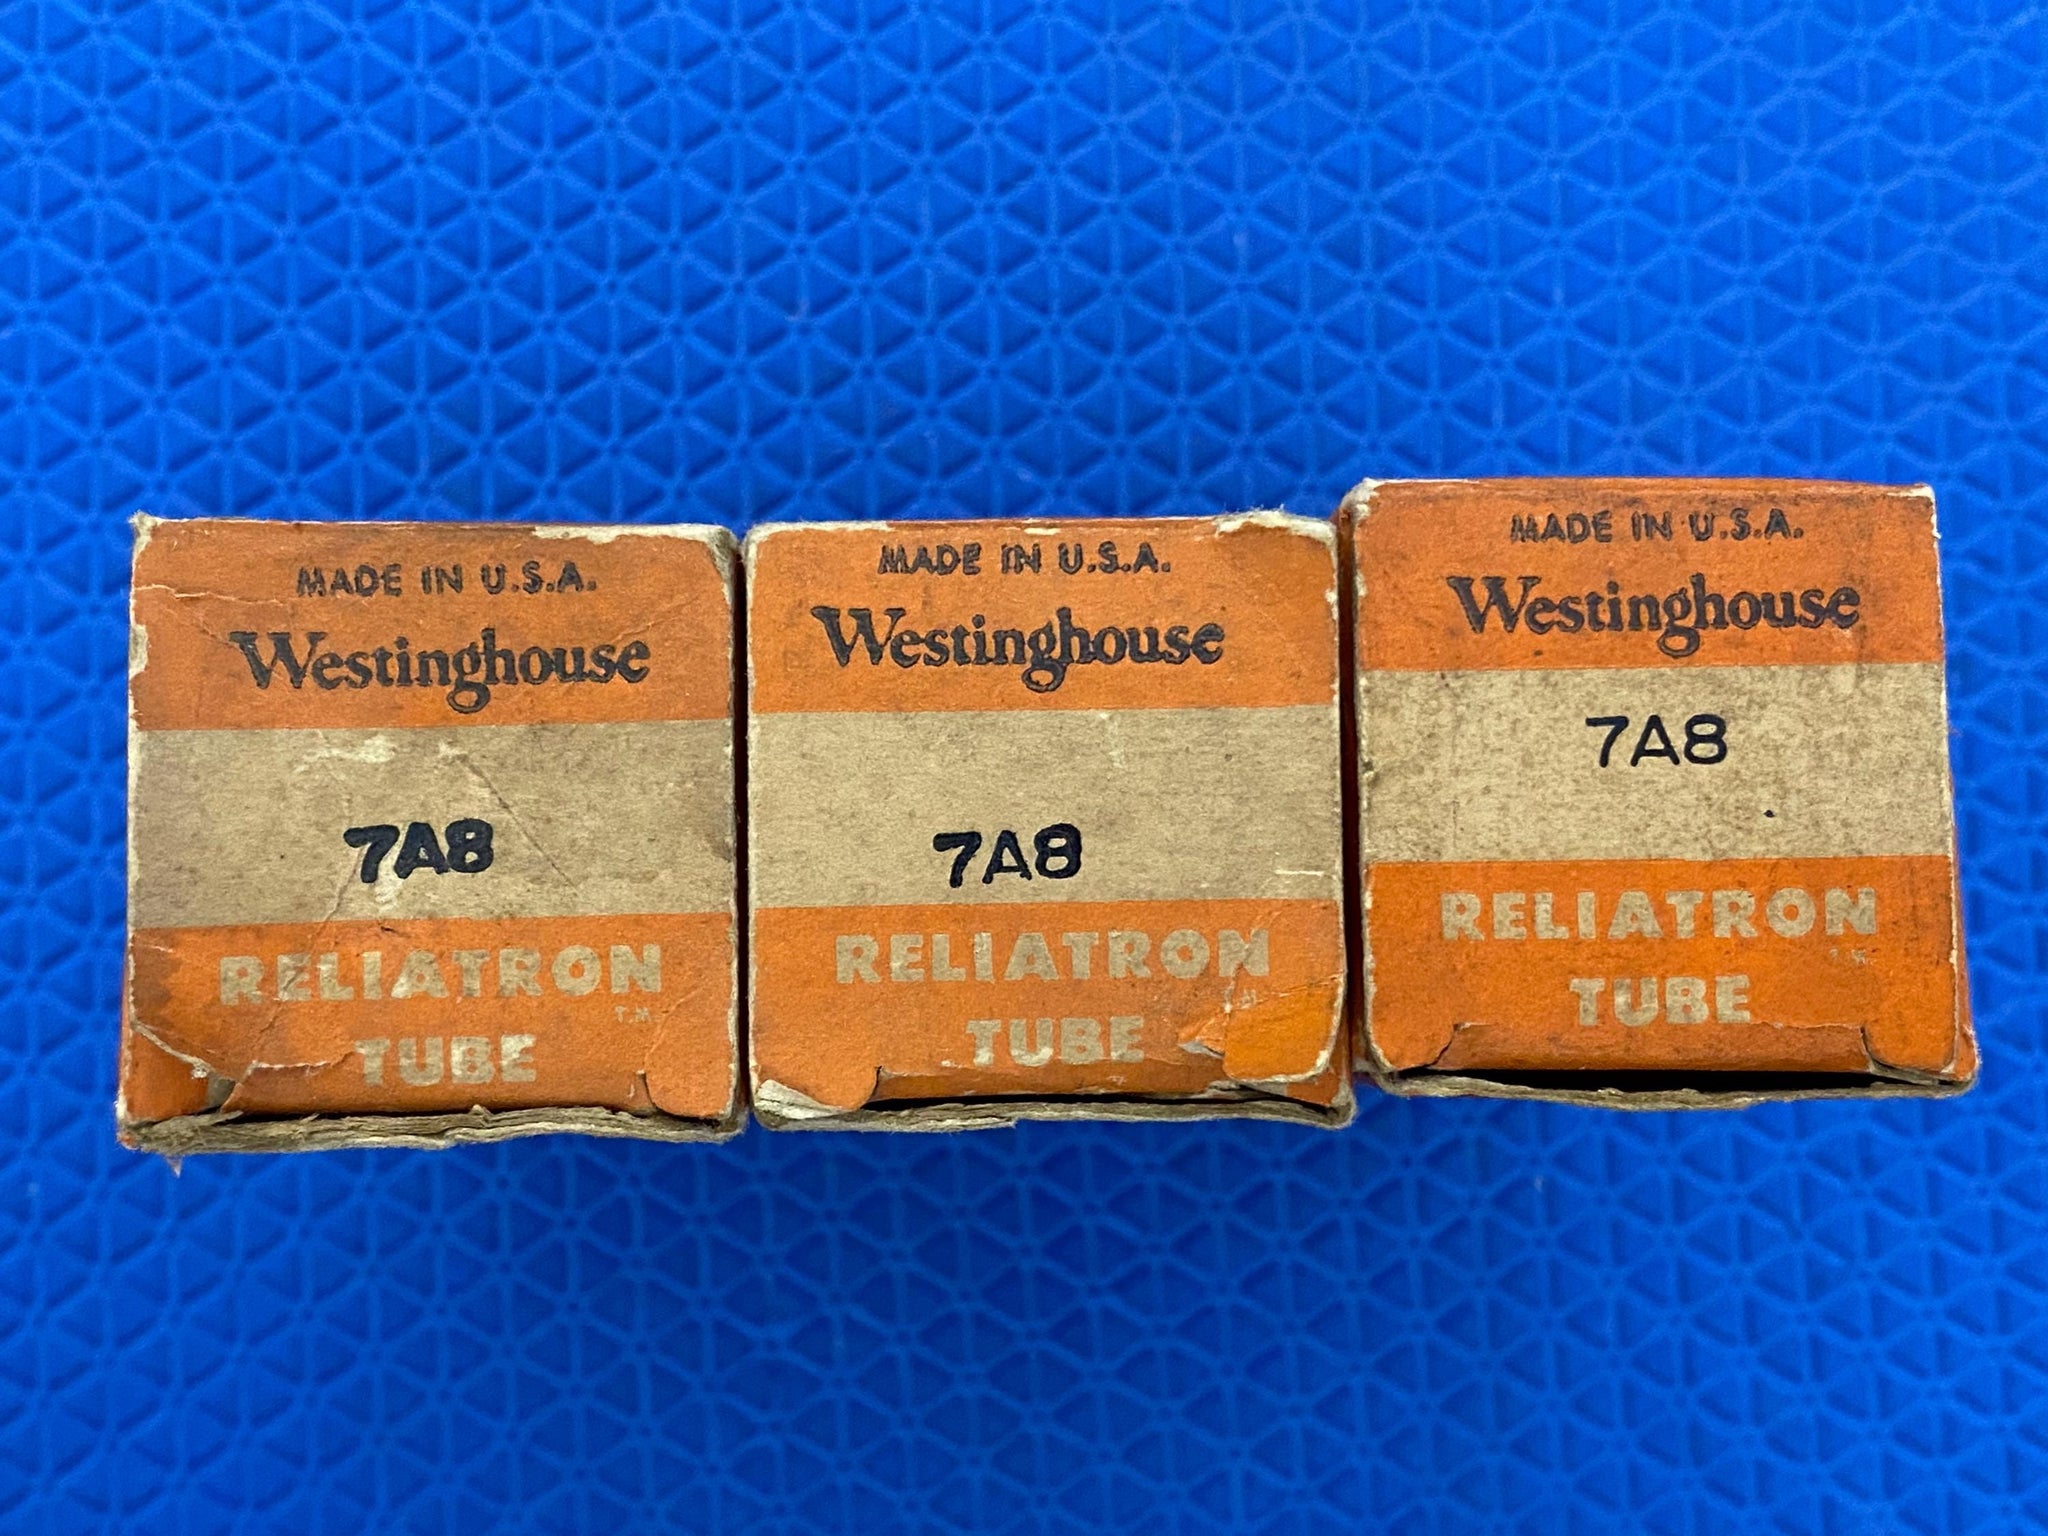 MADE IN U.S.A.
Westinghouse
7A8
RELIATRON
T.M.
TUBE
MADE IN U.S.A.
Westinghouse
7A8
RELIATRON
T.M.
TUBE
MADE IN U.S.A.
Westinghouse
7A8
RELIATRON
T.M.
TUBE